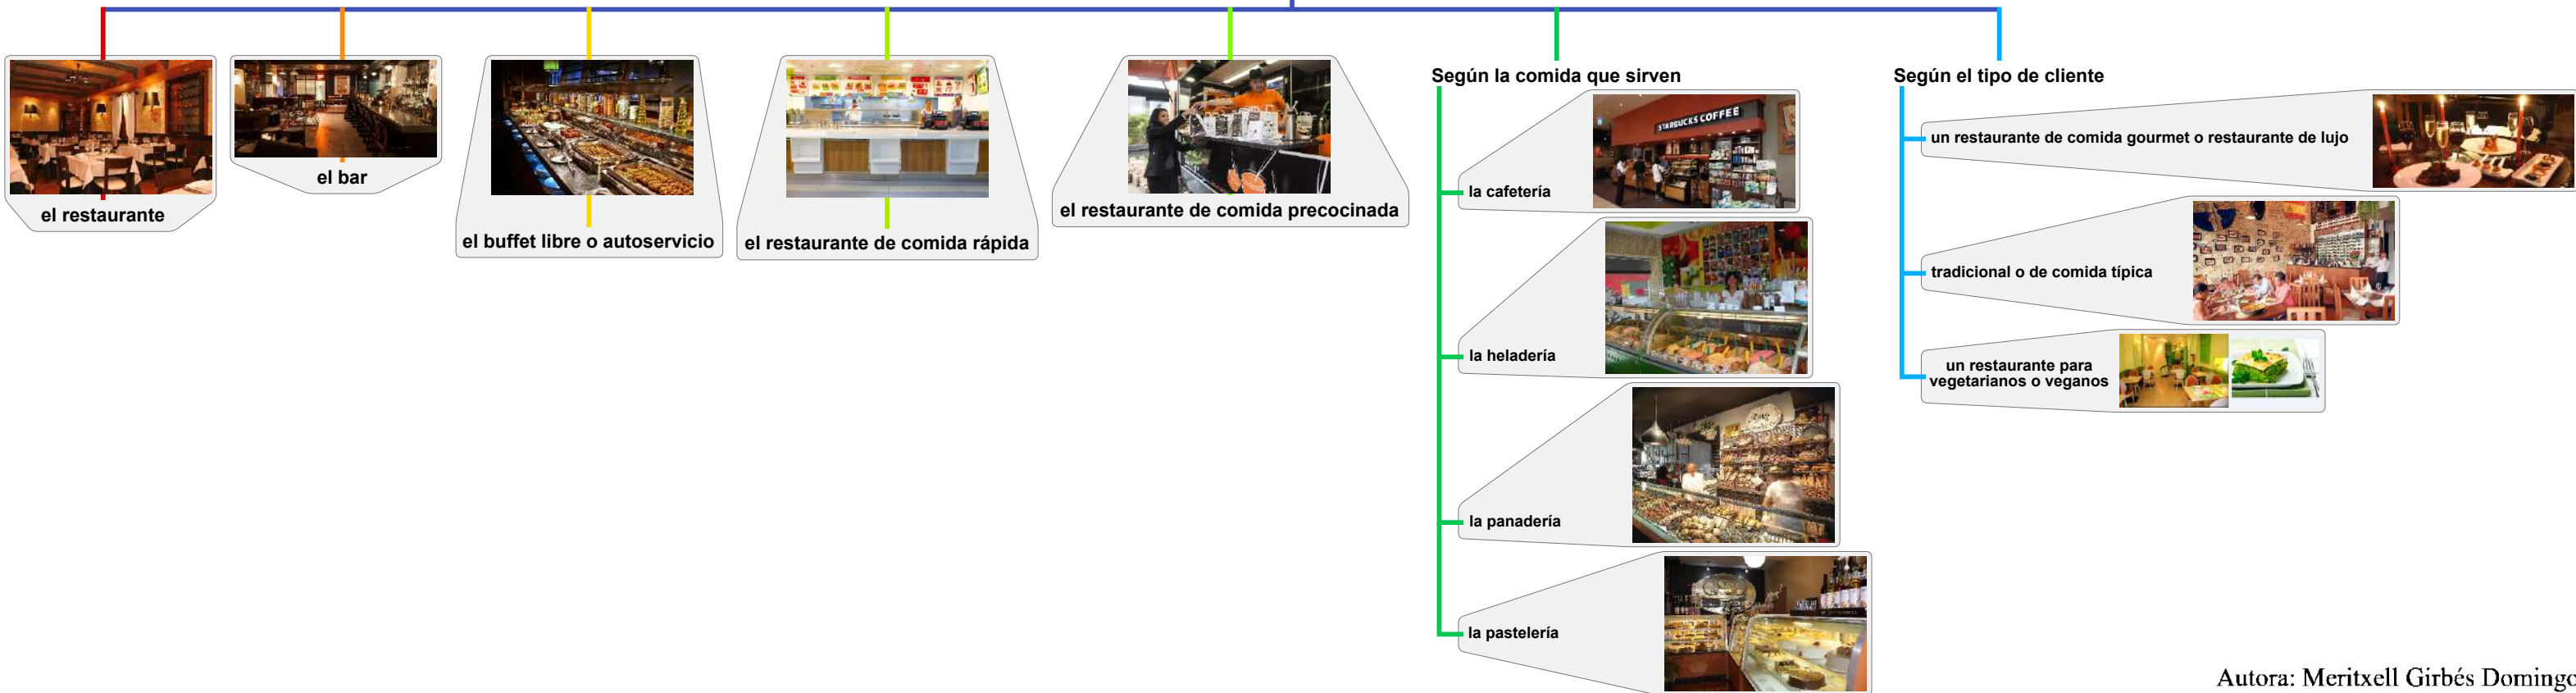 el restaurante
el bar
el buffet libre o autoservicio
el restaurante de comida rápida
el restaurante de comida precocinada
Según la comida que sirven
STARBUCKS COFFEE
la cafetería
la heladería
la panadería
la pastelería
Según el tipo de cliente
un restaurante de comida gourmet o restaurante de lujo
tradicional o de comida típica
un restaurante para
vegetarianos o veganos
Autora: Meritxell Girbés Domingo